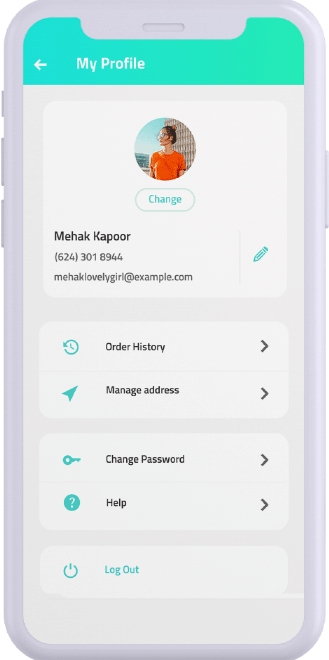 My Profile
Change
Mehak Kapoor
(624) 301 8944
mehaklovelygirl@example.com
Order History
Manage address
Change Password
Help
Log Out